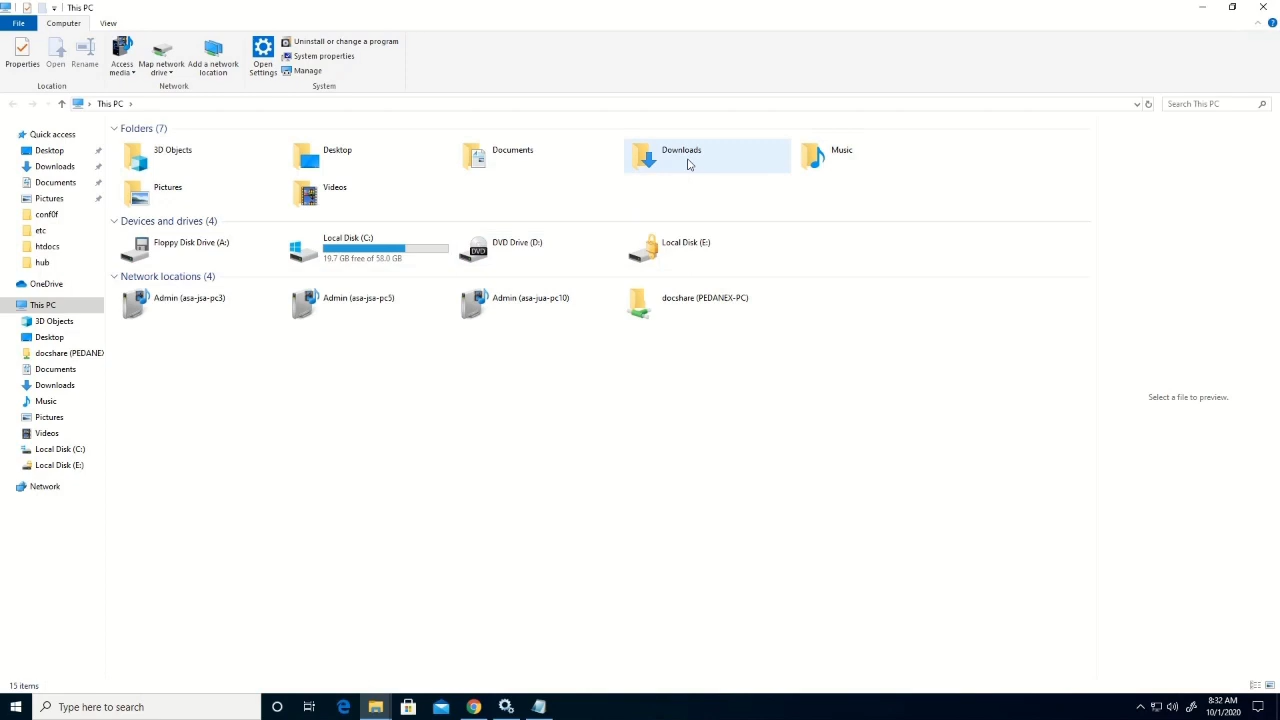 This PC
File
Computer
View
Properties
Open
Rename
Access media
Map network drive
Add a network location
Open Settings
Uninstall or change a program
System properties
Manage
Location
Network
System
This PC
Search This PC
Quick access
Desktop
Downloads
Documents
Pictures
conf0f
etc
htdocs
hub
OneDrive
This PC
3D Objects
Desktop
docshare (PEDANEX
Documents
Downloads
Music
Pictures
Videos
Local Disk (C:)
Local Disk (E:)
Network
Folders (7)
3D Objects
Desktop
Documents
Downloads
Music
Pictures
Videos
Devices and drives (4)
Floppy Disk Drive (A:)
Local Disk (C:)
19.7 GB free of 58.0 GB
DVD Drive (D:)
DVD
Local Disk (E:)
Network locations (4)
Admin (asa-jsa-pc3)
Admin (asa-jsa-pc5)
Admin (asa-jua-pc10)
docshare (PEDANEX-PC)
Select a file to preview.
15 items
Type here to search
8:32 AM
10/1/2020